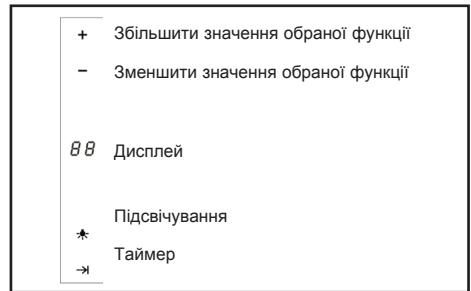 + Збільшити значення обраної функції
− Зменшити значення обраної функції
88 Дисплей
Підсвічування
Таймер